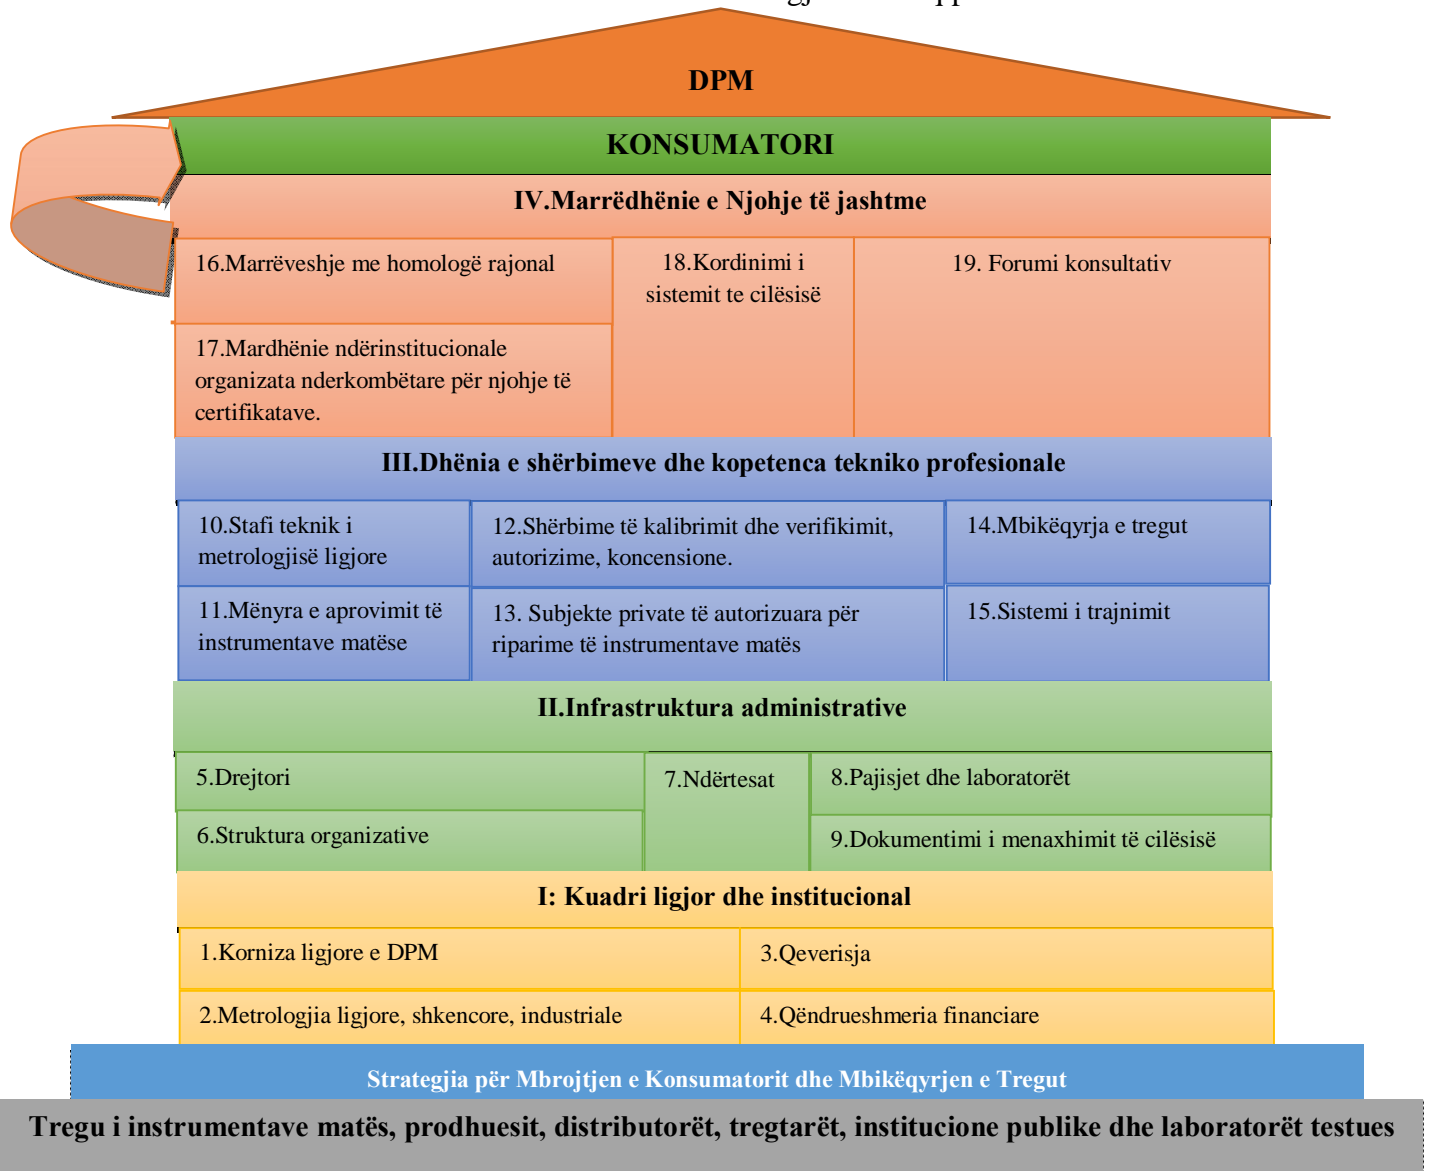 DPM
KONSUMATORI
IV.Marrëdhënie e Njohje të jashtme
16.Marrëveshje me homologë rajonal
17.Mardhënie ndërinstitucionale
organizata nderkombëtare për njohje të
certifikatave.
18.Kordinimi i
sistemit te cilësisë
19. Forumi konsultativ
III.Dhënia e shërbimeve dhe kopetenca tekniko profesionale
10.Stafi teknik i
metrologjisë ligjore
11.Mënyra e aprovimit të
instrumentave matëse
12.Shërbime të kalibrimit dhe verifikimit,
autorizime, koncensione.
13. Subjekte private të autorizuara për
riparime të instrumentave matës
14.Mbikëqyrja e tregut
15.Sistemi i trajnimit
II.Infrastruktura administrative
5.Drejtori
6.Struktura organizative
7.Ndërtesat
8.Pajisjet dhe laboratorët
9.Dokumentimi i menaxhimit të cilësisë
I: Kuadri ligjor dhe institucional
1.Korniza ligjore e DPM
2.Metrologjia ligjore, shkencore, industriale
3.Qeverisja
4.Qëndrueshmeria financiare
Strategjia për Mbrojtjen e Konsumatorit dhe Mbikëqyrjen e Tregut
Tregu i instrumentave matës, prodhuesit, distributorët, tregtarët, institucione publike dhe laboratorët testues